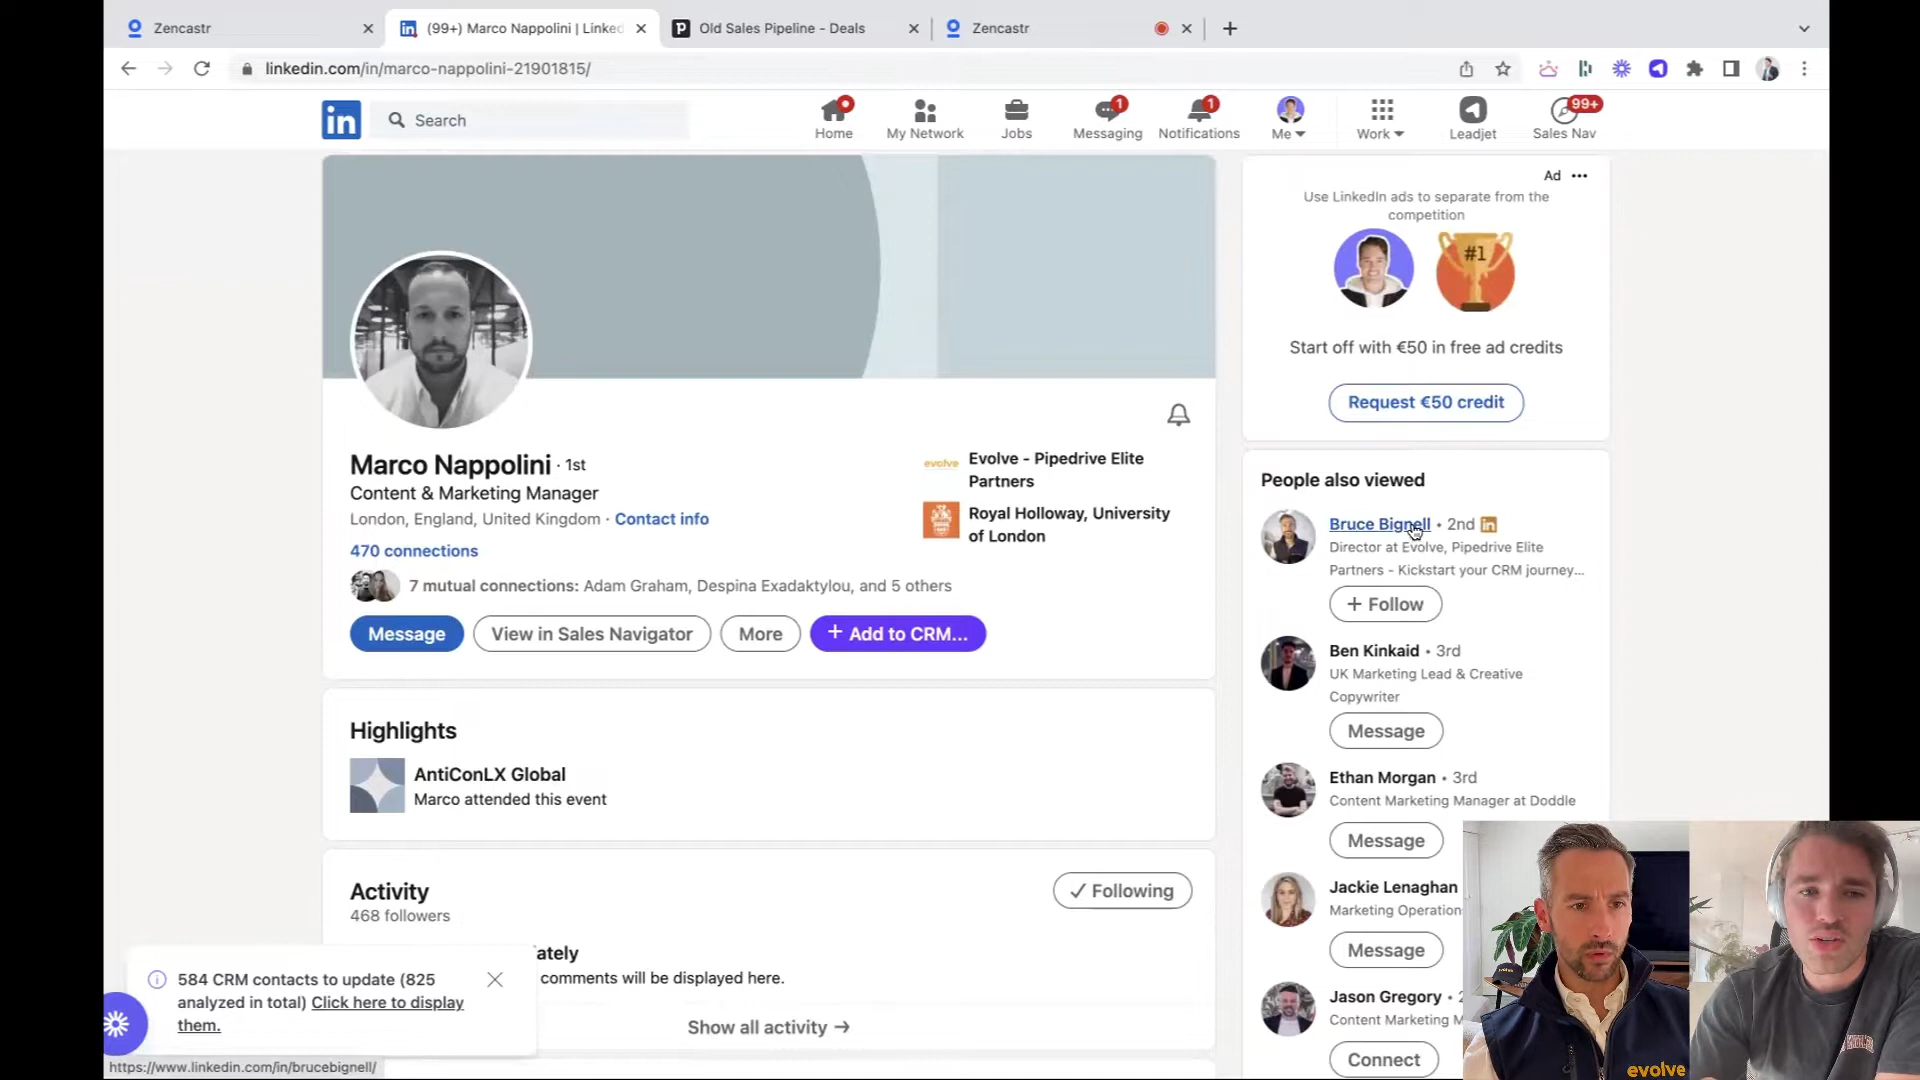 Zencastr
(99+) Marco Nappolini | Linked
Old Sales Pipeline - Deals
Zencastr
linkedin.com/in/marco-nappolini-21901815/
in
Search
Home
My Network
1
Jobs
Messaging
1
Notifications
Me
Work
Leadjet
99+
Sales Nav
Marco Nappolini · 1st
Content & Marketing Manager
London, England, United Kingdom · Contact info
470 connections
7 mutual connections: Adam Graham, Despina Exadaktylou, and 5 others
Message
View in Sales Navigator
More
+ Add to CRM...
evolve
Evolve - Pipedrive Elite
Partners
Royal Holloway, University
of London
Highlights
AntiConLX Global
Marco attended this event
Activity
468 followers
Following
ately
comments will be displayed here.
Show all activity →
584 CRM contacts to update (825
analyzed in total) Click here to display
them.
https://www.linkedin.com/in/brucebignell/
Ad
Use LinkedIn ads to separate from the
competition
#1
Start off with €50 in free ad credits
Request €50 credit
People also viewed
Bruce Bignell • 2nd in
Director at Evolve, Pipedrive Elite
Partners - Kickstart your CRM journey...
+ Follow
Ben Kinkaid • 3rd
UK Marketing Lead & Creative
Copywriter
Message
Ethan Morgan • 3rd
Content Marketing Manager at Doddle
Message
Jackie Lenaghan
Marketing Operation
Message
Jason Gregory • 2
Content Marketing M
Connect
evolve